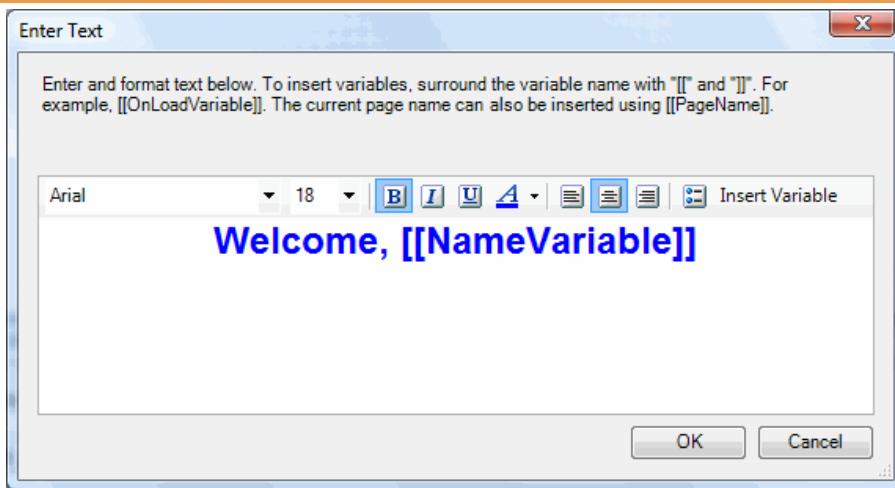 Enter Text
Enter and format text below. To insert variables, surround the variable name with "[[" and "]]". For
example, [[OnLoadVariable]]. The current page name can also be inserted using [[PageName]].
Arial 18 B I U A Insert Variable
Welcome, [[NameVariable]]
OK Cancel